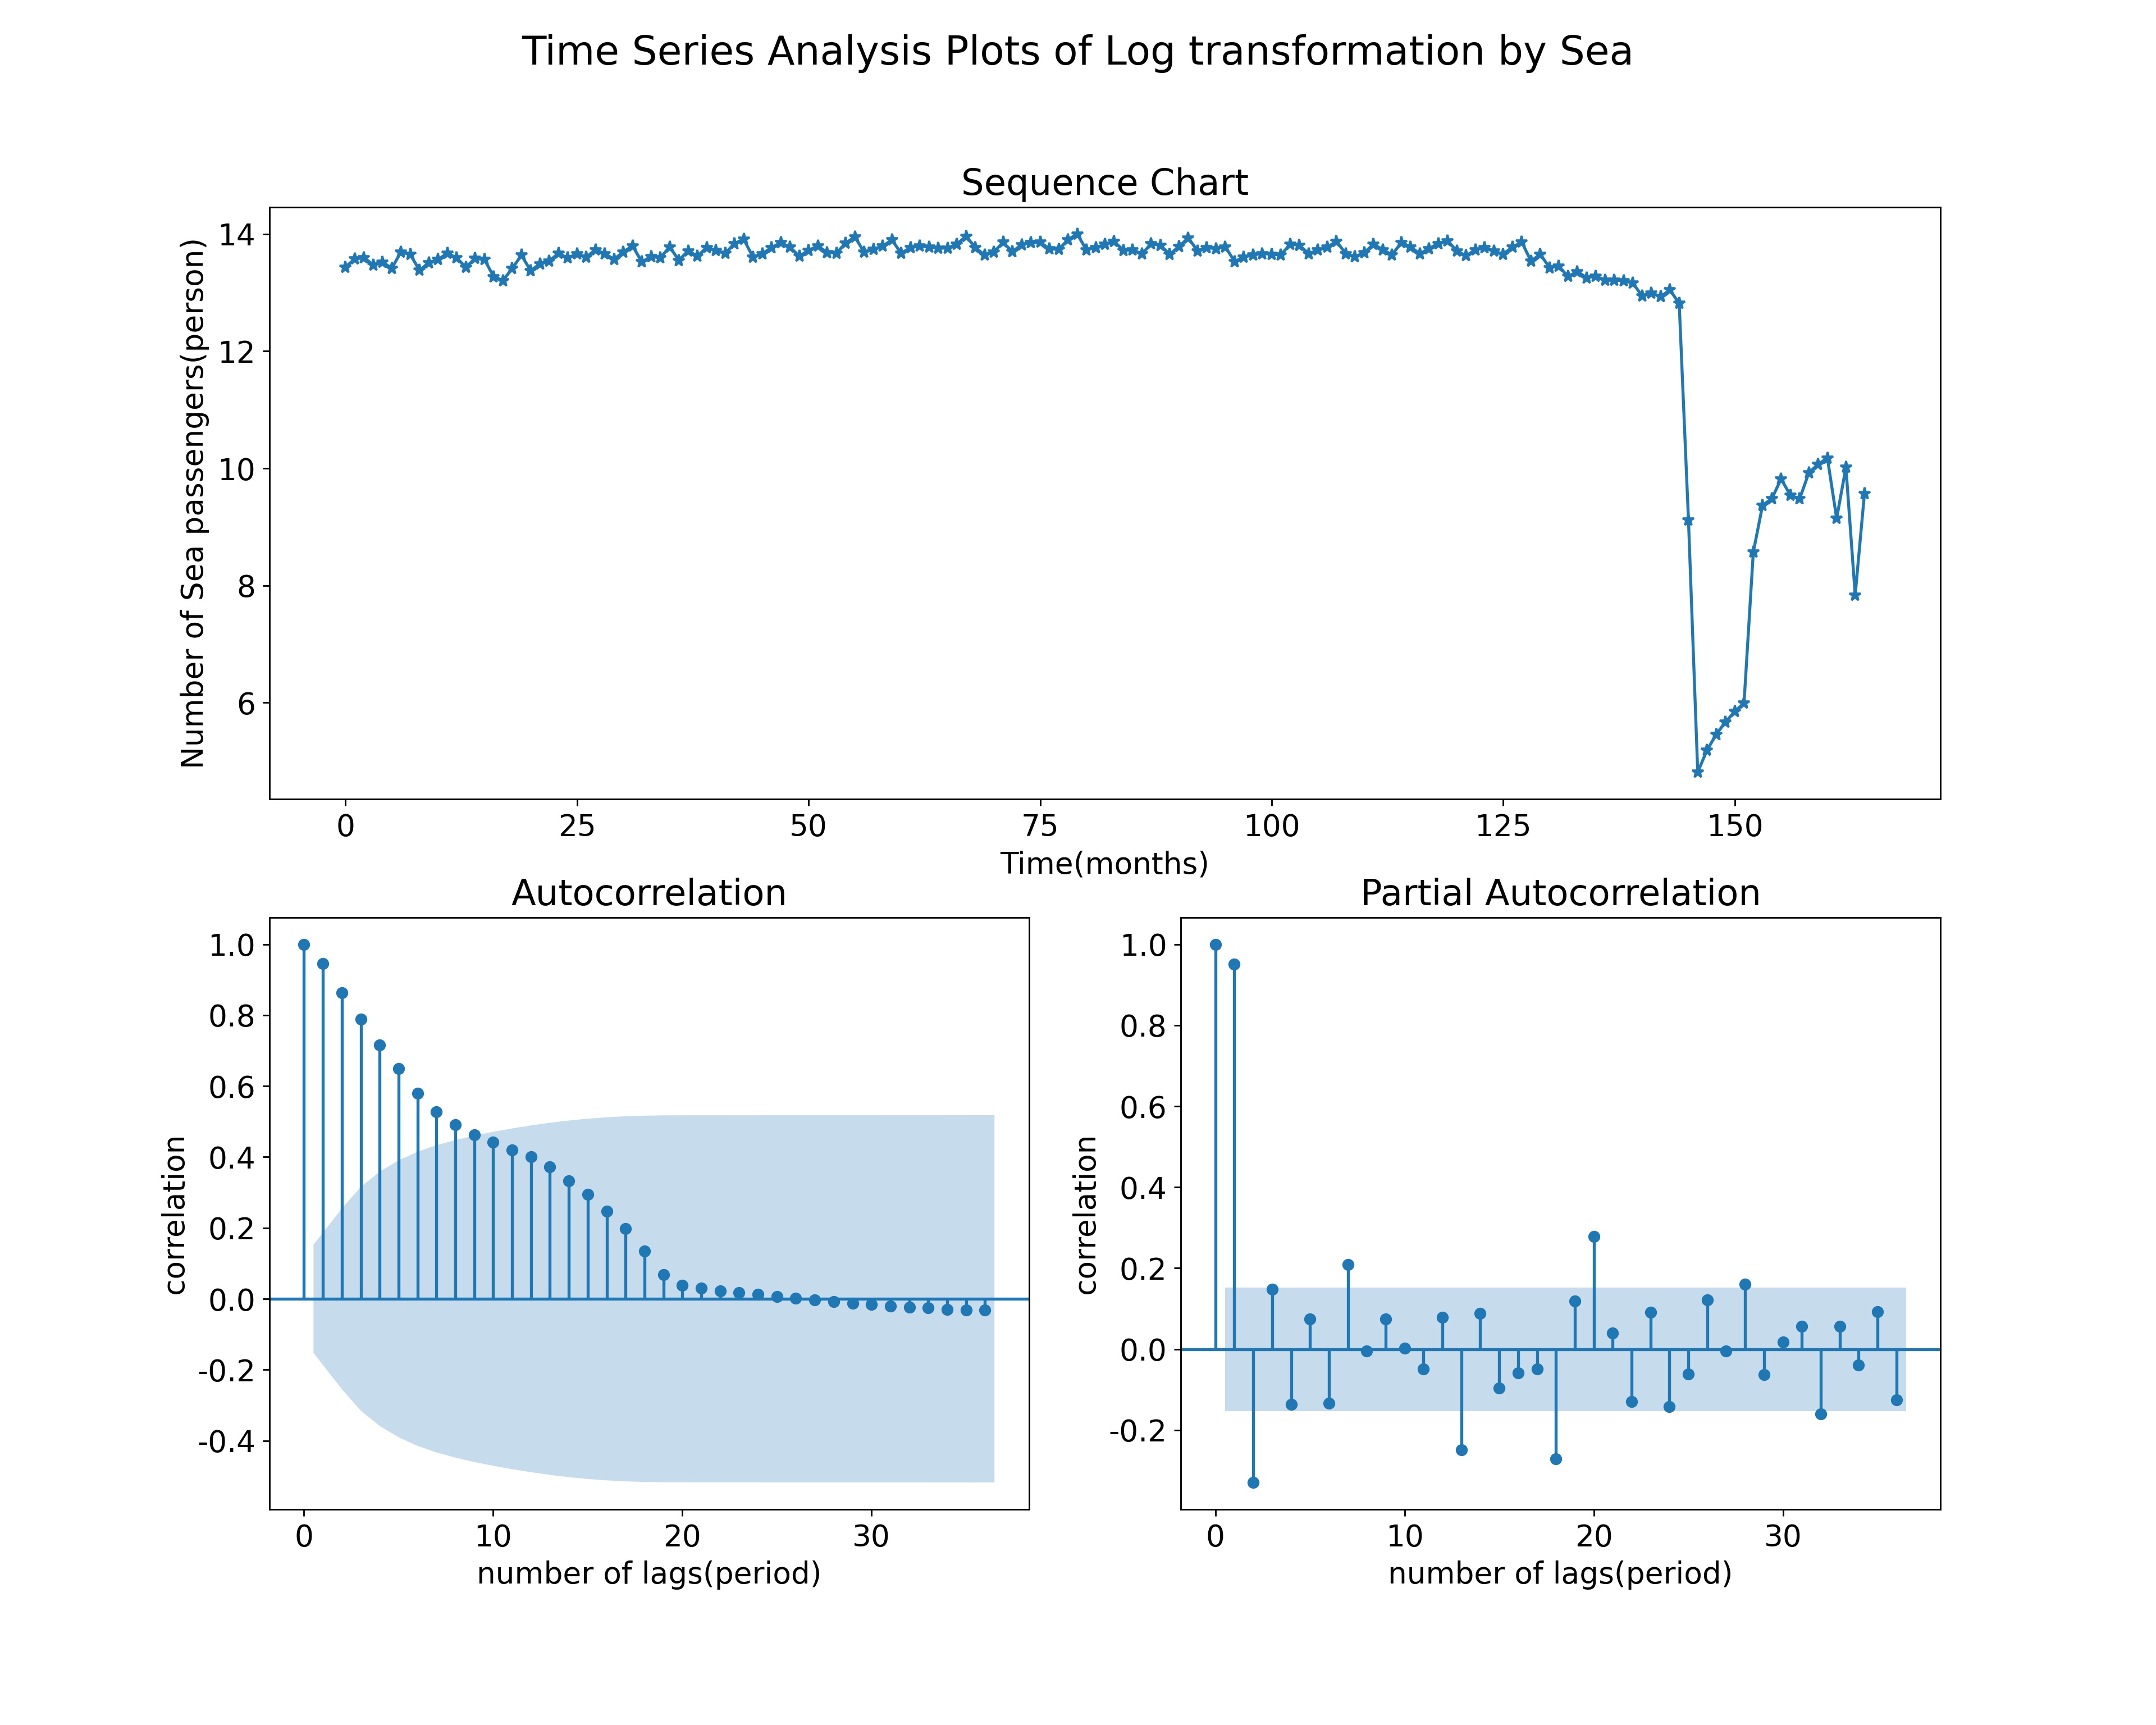 Time Series Analysis Plots of Log transformation by Sea
Sequence Chart
Number of Sea passengers(person)
14
12
10
8
6
0 25 50 75 100 125 150
Time(months)
Autocorrelation
correlation
1.0
0.8
0.6
0.4
0.2
0.0
-0.2
-0.4
0 10 20 30
number of lags(period)
Partial Autocorrelation
correlation
1.0
0.8
0.6
0.4
0.2
0.0
-0.2
0 10 20 30
number of lags(period)